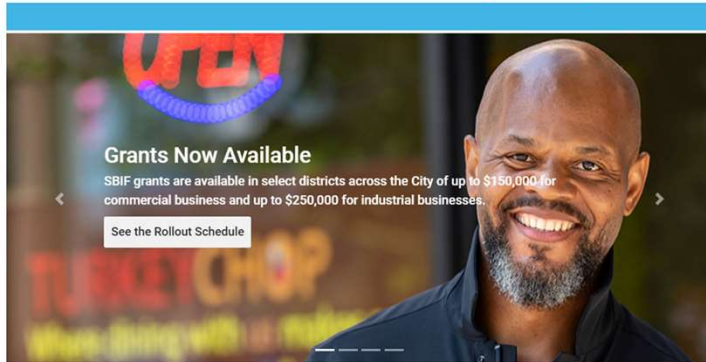 OPEN
Grants Now Available
SBIF grants are available in select districts across the City of up to $150,000 for
commercial business and up to $250,000 for industrial businesses.
See the Rollout Schedule
TURKEY CHOP